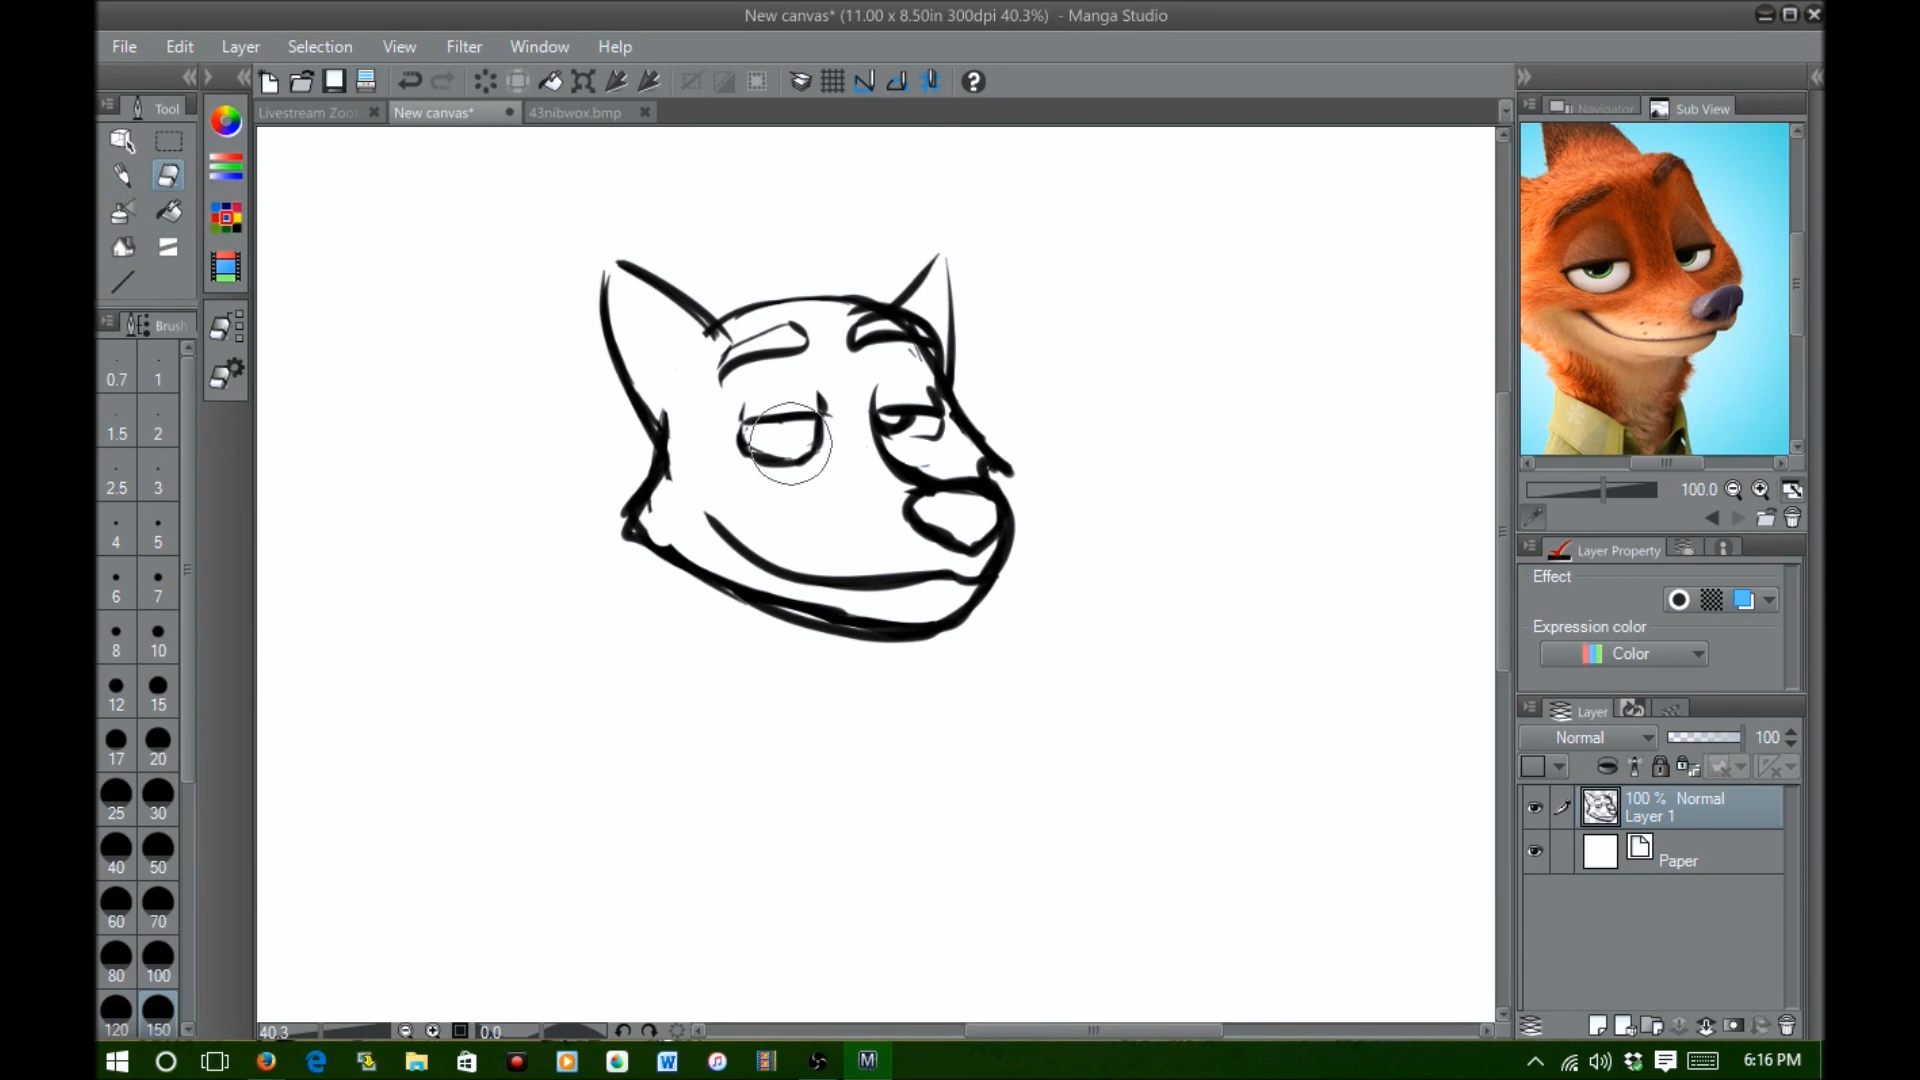 New canvas* (11.00 x 8.50in 300dpi 40.3%) - Manga Studio
File Edit Layer Selection View Filter Window Help
Tool
Livestream Zoo
New canvas*
43nibwox.bmp
Navigator
Sub View
Brush
0.7 1
1.5 2
2.5 3
4 5
6 7
8 10
12 15
17 20
25 30
40 50
60 70
80 100
120 150
100.0
Layer Property
Effect
Expression color
Color
Layer
Normal 100
100 % Normal
Layer 1
Paper
40.3 0.0
6:16 PM